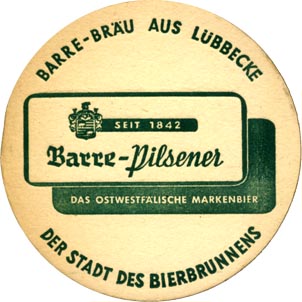 BARRE-BRÄU AUS LÜBBECKE
SEIT 1842
Barre-Pilsener
DAS OSTWESTFÄLISCHE MARKENBIER
DER STADT DES BIERBRUNNENS